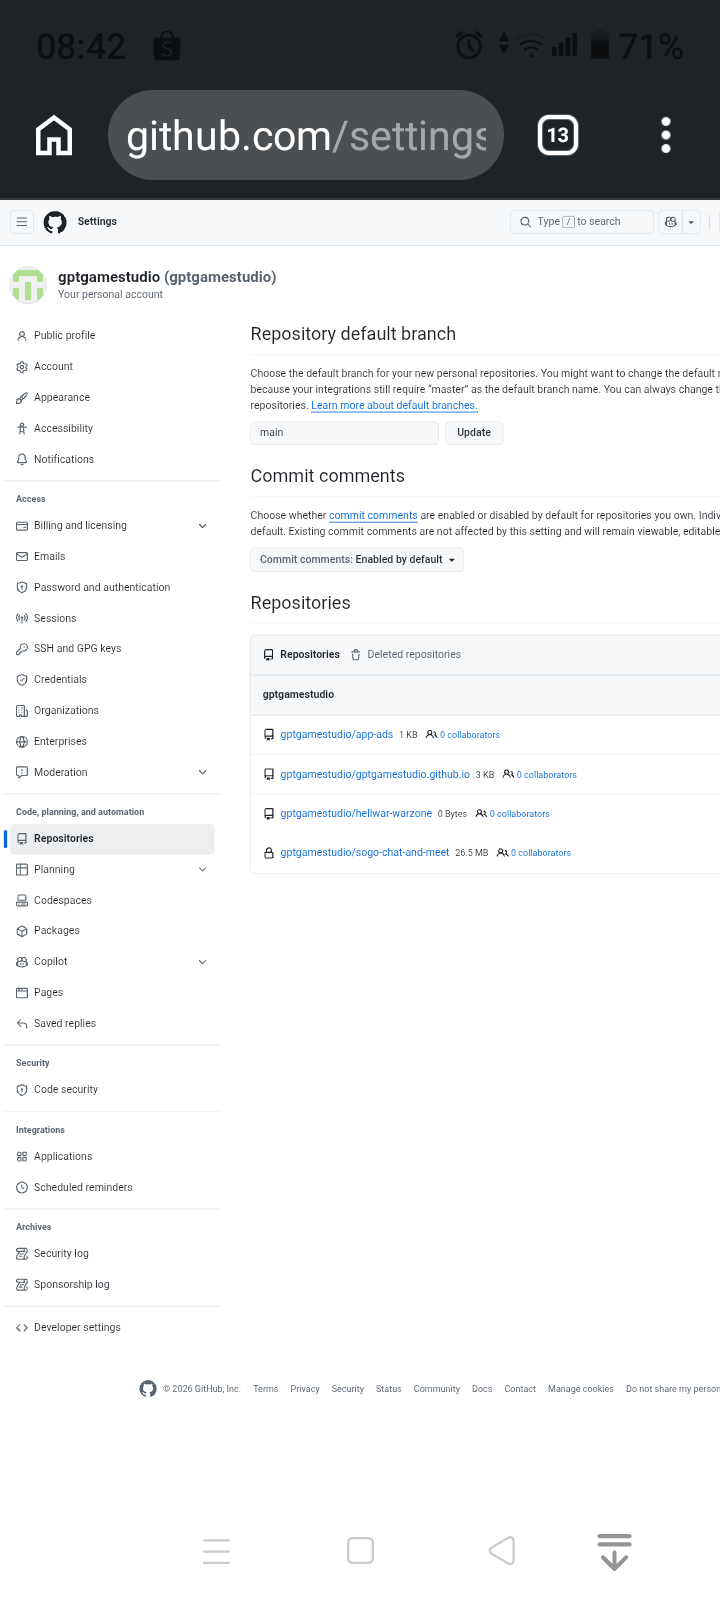 08:42
71%
github.com/settings
13
Settings
Type / to search
gptgamestudio (gptgamestudio)
Your personal account
Public profile
Account
Appearance
Accessibility
Notifications
Access
Billing and licensing
Emails
Password and authentication
Sessions
SSH and GPG keys
Credentials
Organizations
Enterprises
Moderation
Code, planning, and automation
Repositories
Planning
Codespaces
Packages
Copilot
Pages
Saved replies
Security
Code security
Integrations
Applications
Scheduled reminders
Archives
Security log
Sponsorship log
Developer settings
Repository default branch
Choose the default branch for your new personal repositories. You might want to change the default
because your integrations still require “master” as the default branch name. You can always change
repositories. Learn more about default branches.
main
Update
Commit comments
Choose whether commit comments are enabled or disabled by default for repositories you own.
default. Existing commit comments are not affected by this setting and will remain viewable, editable
Commit comments: Enabled by default
Repositories
Repositories Deleted repositories
gptgamestudio
gptgamestudio/app-ads 1 KB 0 collaborators
gptgamestudio/gptgamestudio.github.io 3 KB 0 collaborators
gptgamestudio/hellwar-warzone 0 Bytes 0 collaborators
gptgamestudio/sogo-chat-and-meet 26.5 MB 0 collaborators
© 2026 GitHub, Inc. Terms Privacy Security Status Community Docs Contact Manage cookies Do not share my